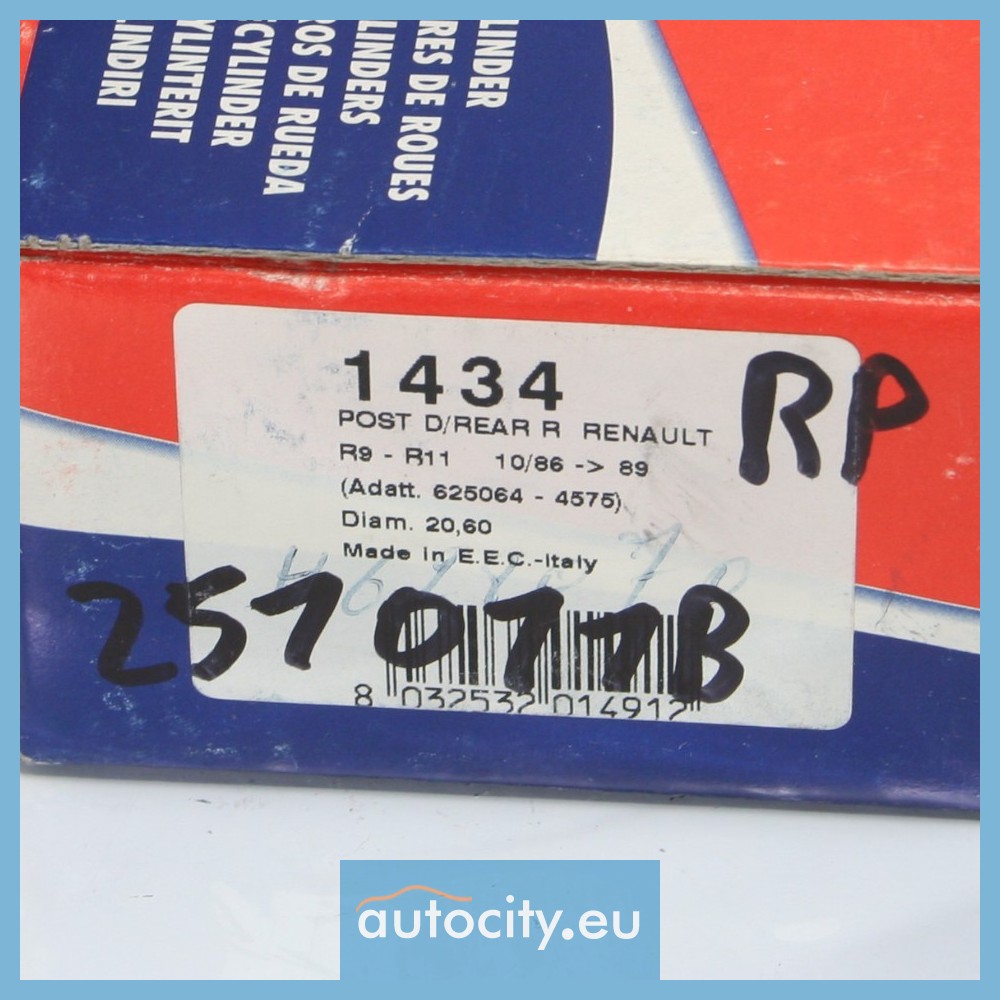 LINDER
RES DE ROUES
LINDERS
ROS DE RUEDA
CYLINDER
YLINTERIT
LINDIRI
1434
RP
POST D/REAR R RENAULT
R9 - R11 10/86 -> 89
(Adatt. 625064 - 4575)
Diam. 20,60
Made in E.E.C.-Italy
251077B
8 032532 014912
autocity.eu